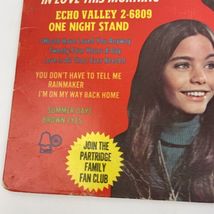 IN LOVE THIS MORNING
ECHO VALLEY 2-6809
ONE NIGHT STAND
YOU DON'T HAVE TO TELL ME
RAINMAKER
I'M ON MY WAY BACK HOME
SUMMER DAYS
BROWN EYES
JOIN THE
PARTRIDGE
FAMILY
FAN CLUB